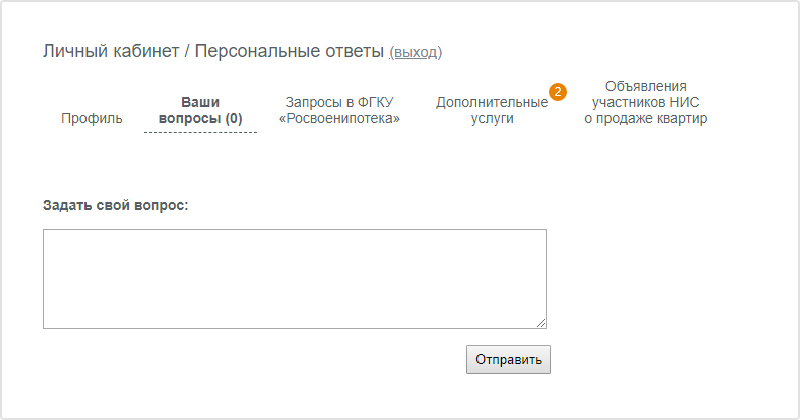 Личный кабинет / Персональные ответы (выход)
Профиль
Ваши
вопросы (0)
Запросы в ФГКУ
«Росвоенипотека»
Дополнительные
услуги
2
Объявления
участников НИС
о продаже квартир
Задать свой вопрос:
Отправить